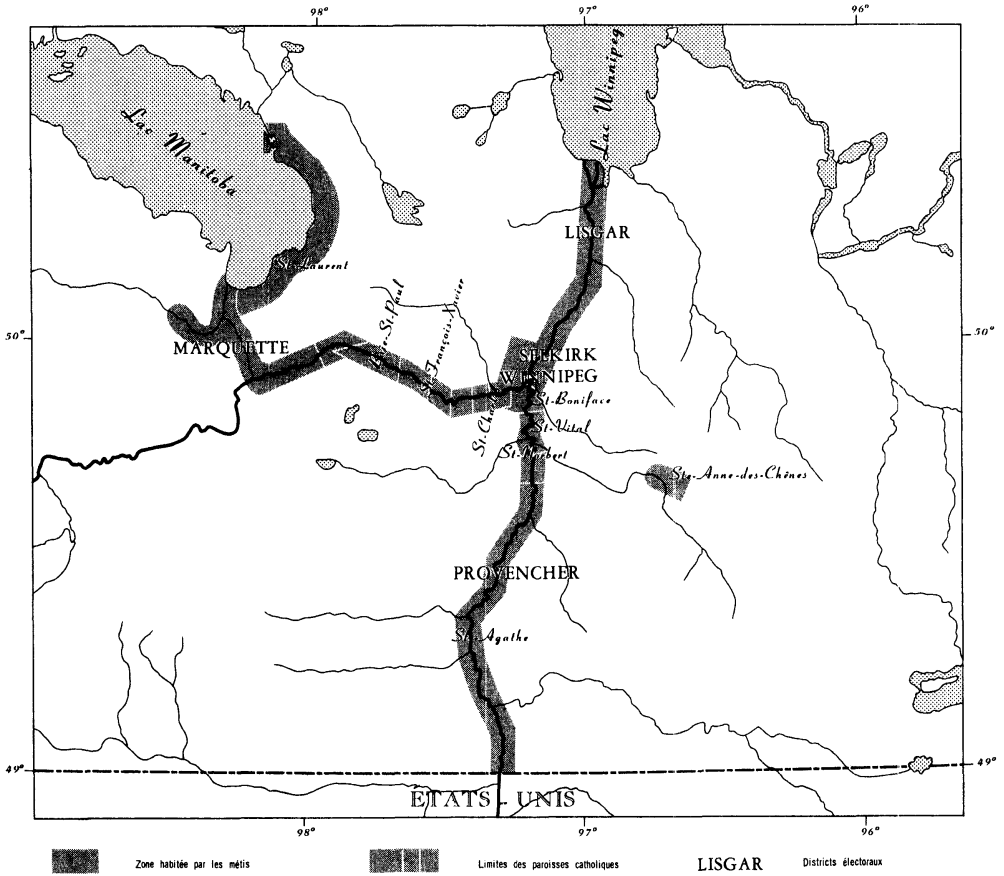 98°
97°
96°
Lac Manitoba
Lac Winnipeg
LISGAR
St-Laurent
50°
50°
St-François-Xavier
MARQUETTE
SELKIRK
WINNIPEG
St-Boniface
St-Vital
St-Norbert
Ste-Anne-des-Chênes
PROVENCHER
Ste-Agathe
49°
49°
ETATS-UNIS
98°
97°
96°
Zone habitée par les métis
Limites des paroisses catholiques
LISGAR
Districts électoraux